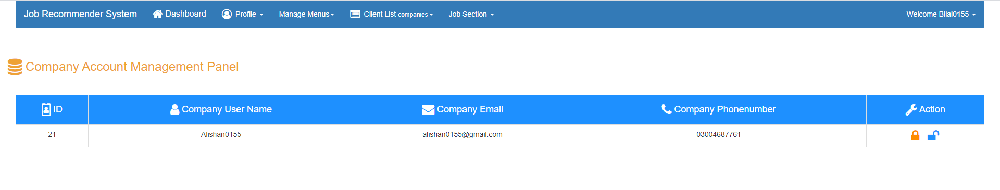 Job Recommender System Dashboard Profile Manage Menus Client List companies Job Section Welcome Bilal0155
Company Account Management Panel
ID Company User Name Company Email Company Phonenumber Action
21 Alishan0155 alishan0155@gmail.com 03004687761